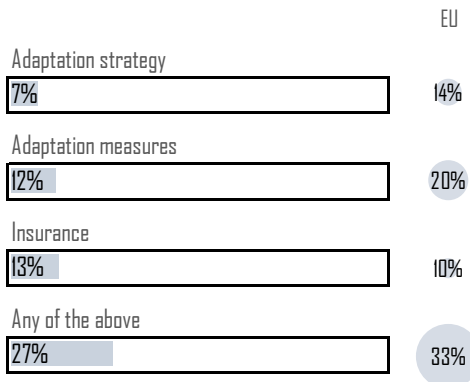 EU
Adaptation strategy
7% 14%
Adaptation measures
12% 20%
Insurance
13% 10%
Any of the above
27% 33%